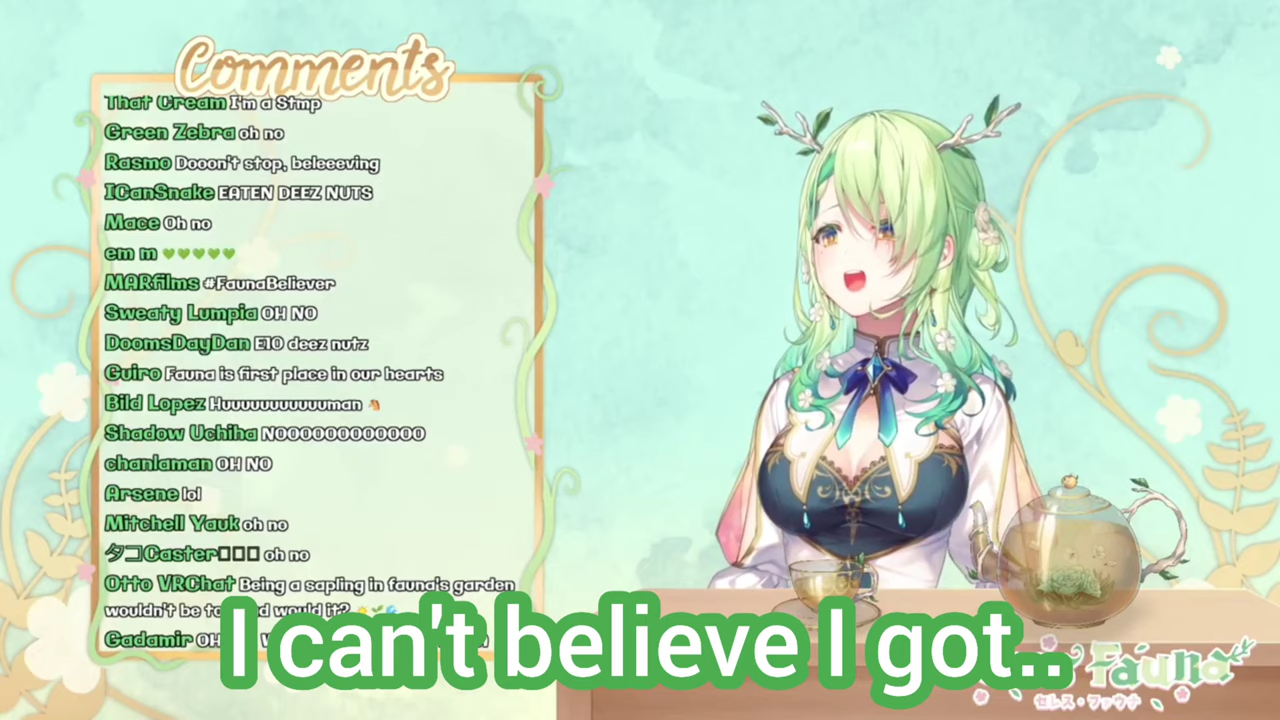 Comments
That Cream I'm a Stmp
Green Zebra oh no
Rasmo Dooon't stop, beleeeving
ICanSnake EATEN DEEZ NUTS
Mace Oh no
em m 💚💚💚💚💚
MARfilms #FaunaBeliever
Sweaty Lumpia OH NO
DoomsDayDan E10 deez nutz
Guiro Fauna is first place in our hearts
Bild Lopez Huuuuuuuuuuuman 🐴
Shadow Uchiha NOOOOOOOOOOOO
chanlaman OH NO
Arsene lol
Mitchell Yauk oh no
タコCaster□□□ oh no
Otto VRChat Being a sapling in fauna's garden
wouldn't be would it?
Gadamir
I can't believe I got..
Fauna
セレス・ファウナ